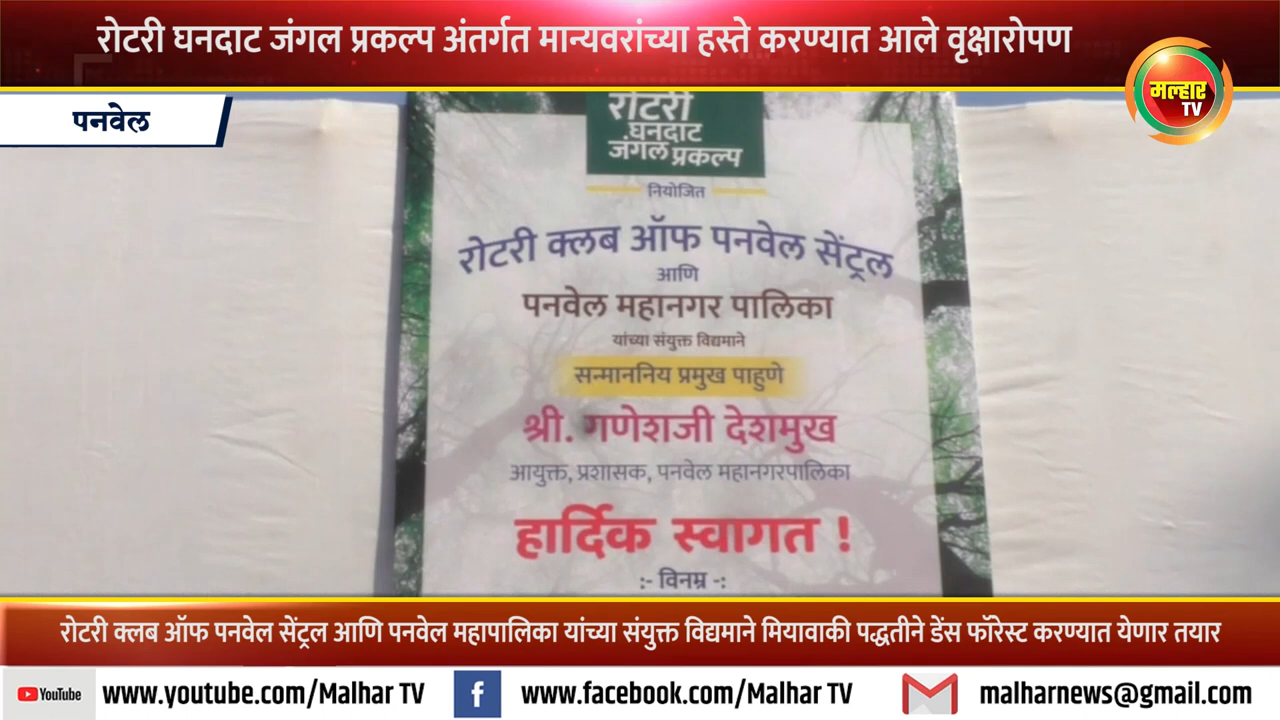 रोटरी घनदाट जंगल प्रकल्प अंतर्गत मान्यवरांच्या हस्ते करण्यात आले वृक्षारोपण
मल्हार
TV
पनवेल
रोटरी
घनदाट
जंगल प्रकल्प
नियोजित
रोटरी क्लब ऑफ पनवेल सेंट्रल
आणि
पनवेल महानगर पालिका
यांच्या संयुक्त विद्यमाने
सन्माननिय प्रमुख पाहुणे
श्री. गणेशजी देशमुख
आयुक्त, प्रशासक, पनवेल महानगरपालिका
हार्दिक स्वागत !
:- विनम्र -:
रोटरी क्लब ऑफ पनवेल सेंट्रल आणि पनवेल महापालिका यांच्या संयुक्त विद्यमाने मियावाकी पद्धतीने डेंस फॉरेस्ट करण्यात येणार तयार
YouTube www.youtube.com/Malhar TV f www.facebook.com/Malhar TV malharnews@gmail.com